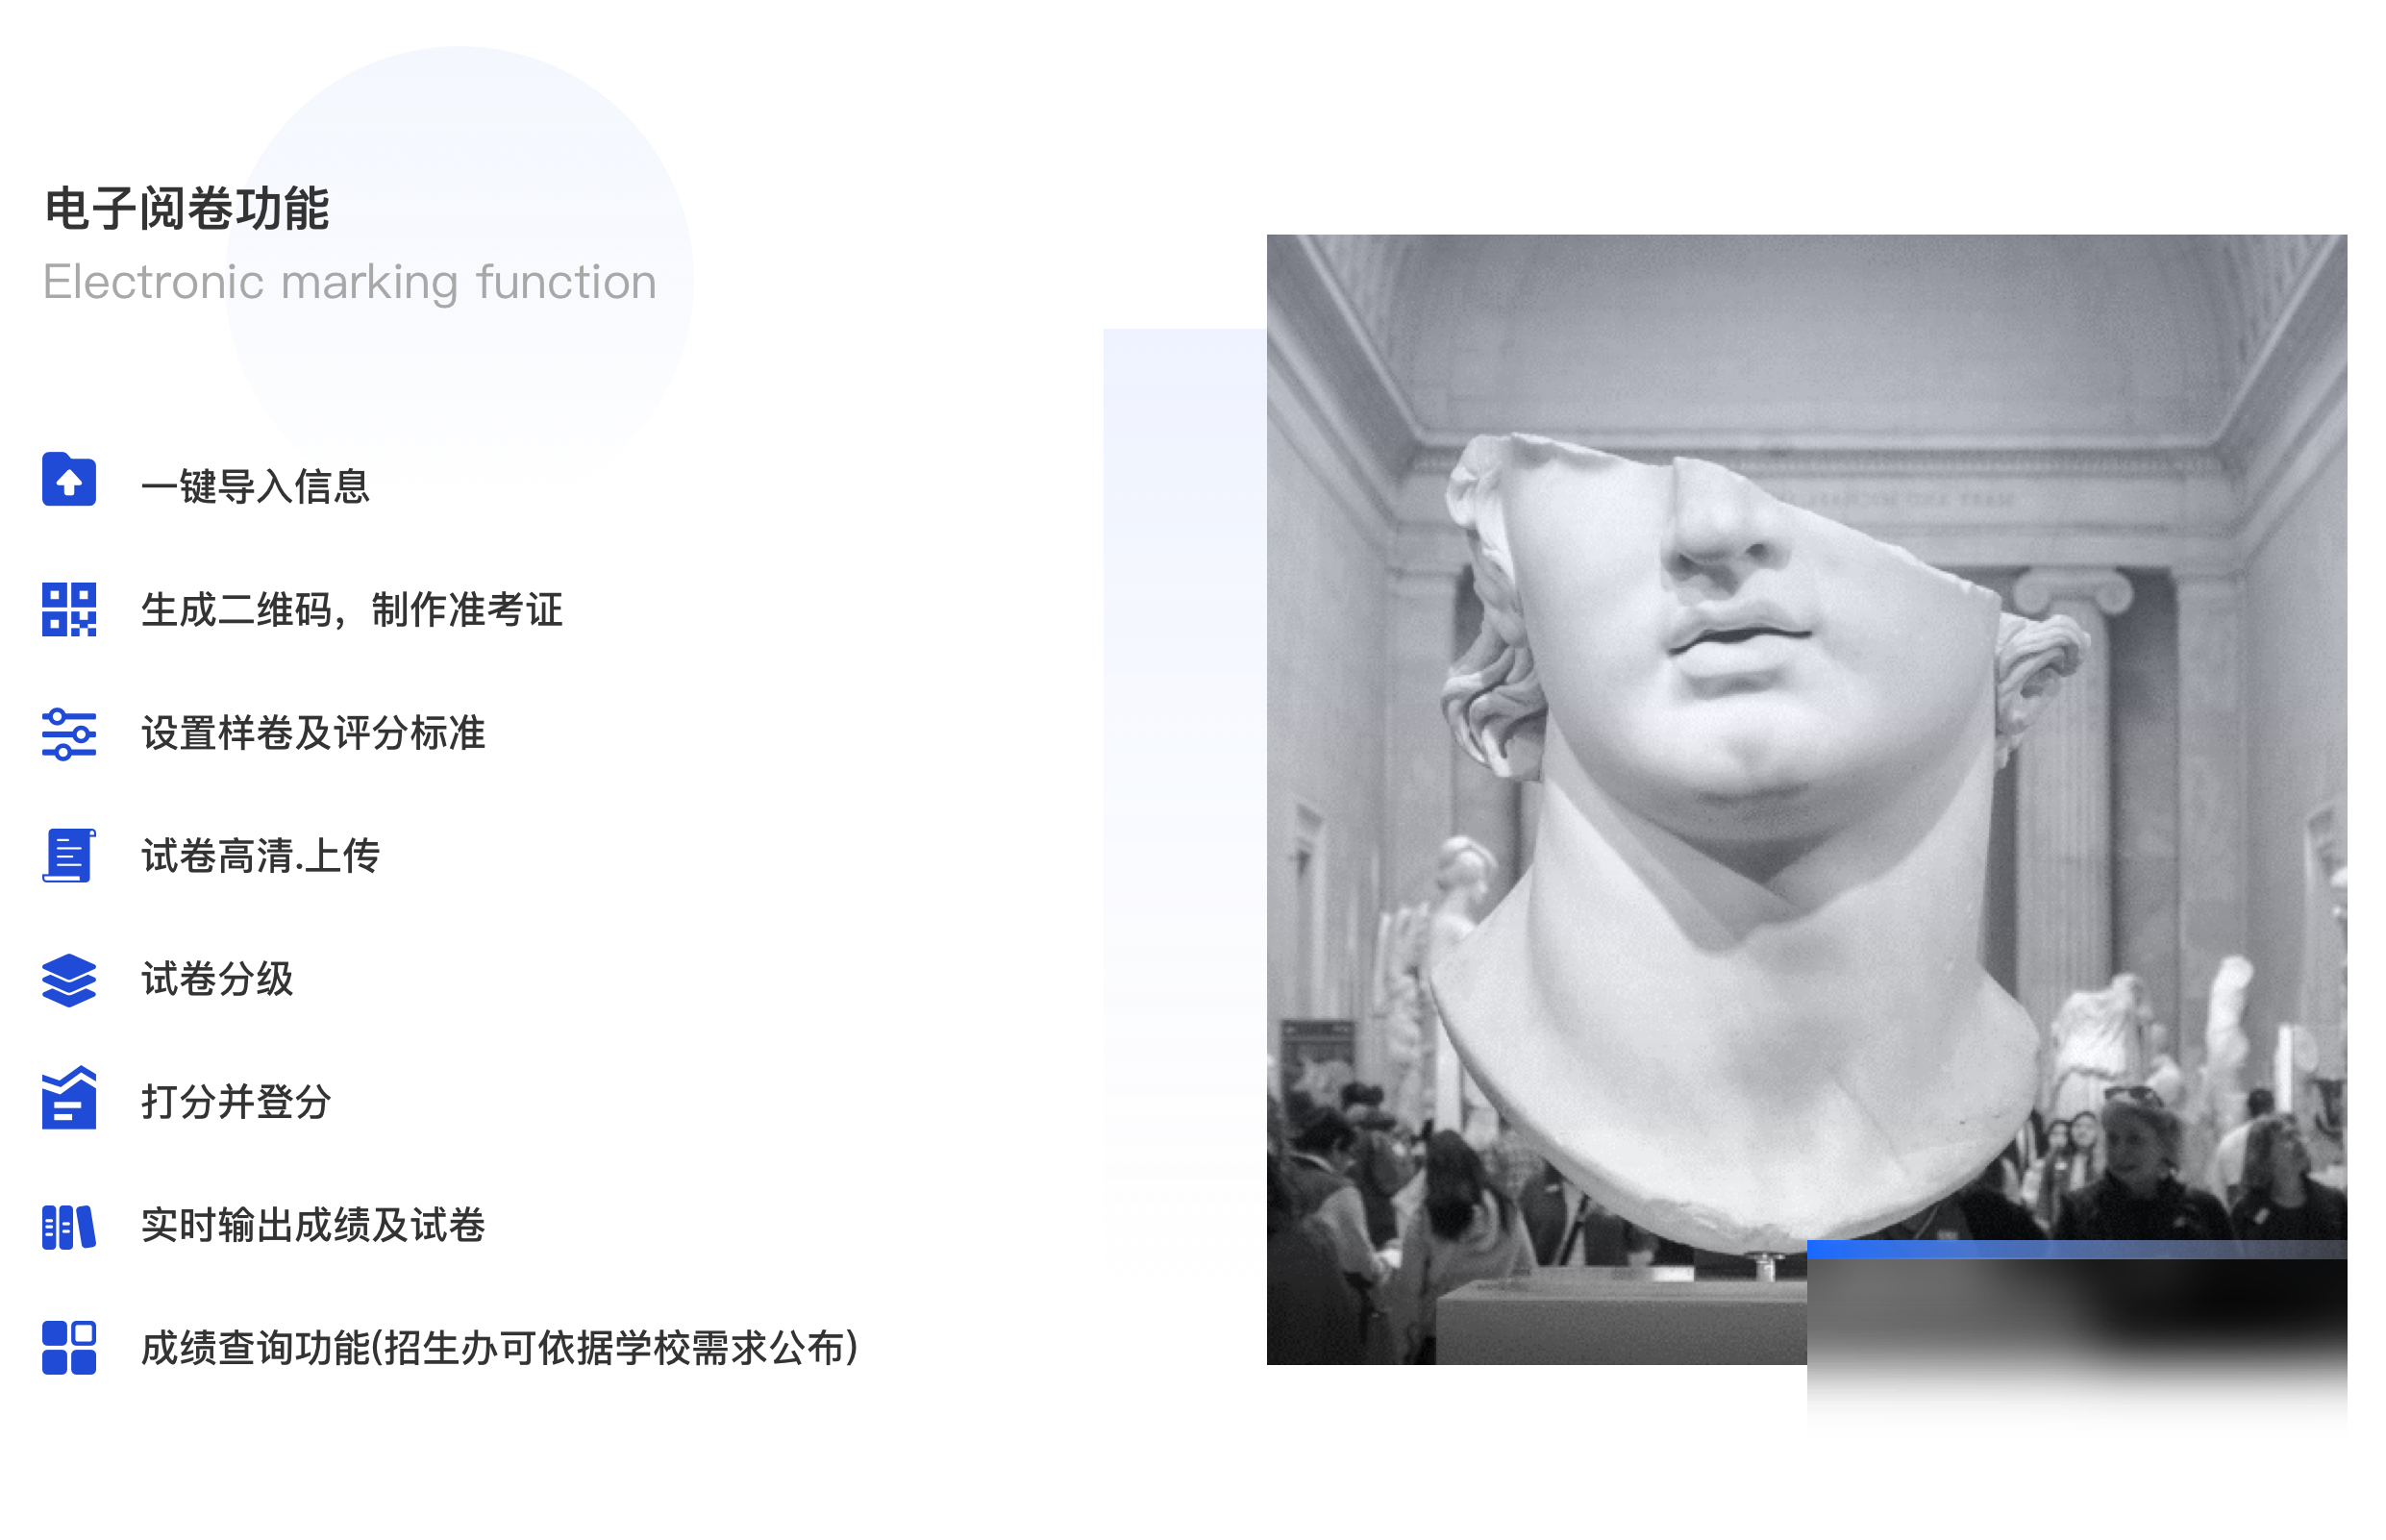 电子阅卷功能
Electronic marking function
一键导入信息
生成二维码，制作准考证
设置样卷及评分标准
试卷高清.上传
试卷分级
打分并登分
实时输出成绩及试卷
成绩查询功能(招生办可依据学校需求公布)